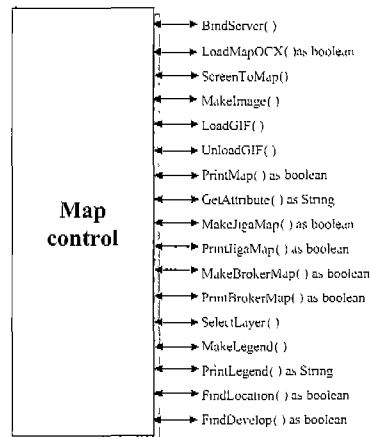 BindServer( )
LoadMapOCX( )as boolean
ScreenToMap()
MakeImage( )
LoadGIF( )
UnloadGIF( )
PrintMap( ) as boolean
GetAttribute( ) as String
Map
control
MakeJigaMap( ) as boolean
PrintJigaMap( ) as boolean
MakeBrokerMap( ) as boolean
PrintBrokerMap( ) as boolean
SelectLayer( )
MakeLegend( )
PrintLegend( ) as String
FindLocation( ) as boolean
FindDevelop( ) as boolean